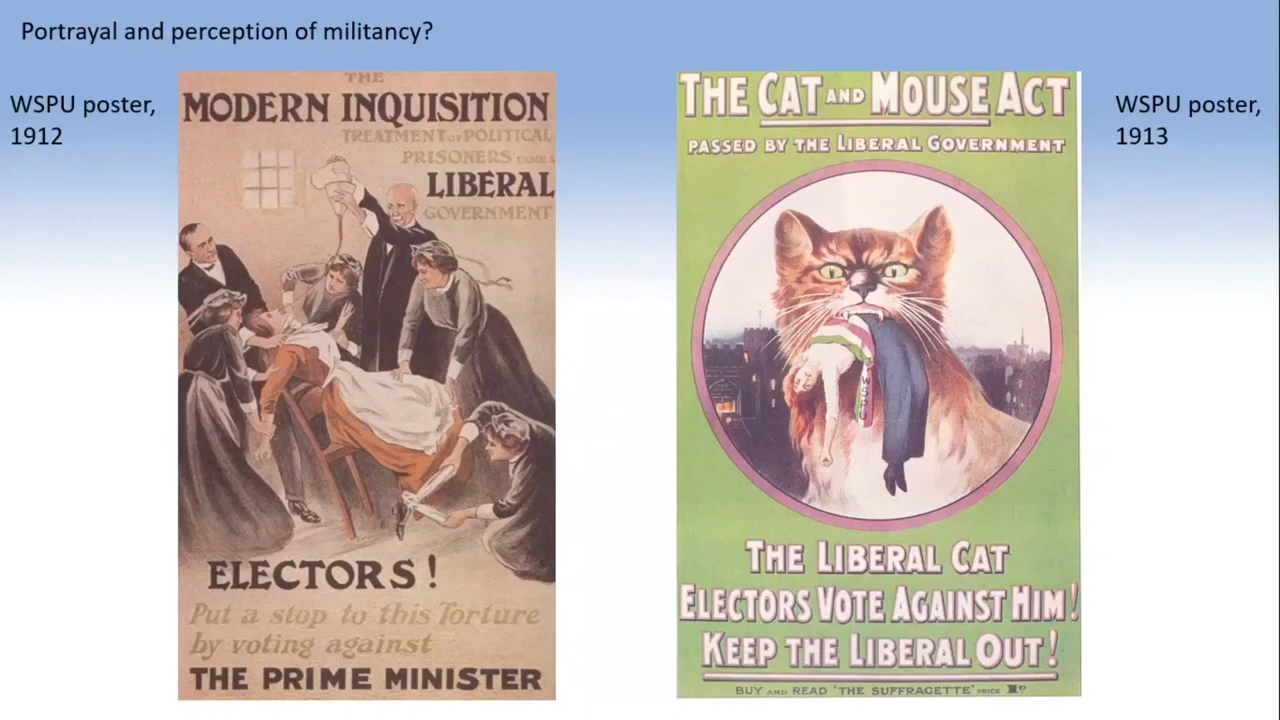 Portrayal and perception of militancy?
WSPU poster,
1912
THE
MODERN INQUISITION
TREATMENT OF POLITICAL
PRISONERS UNDER A
LIBERAL
GOVERNMENT
ELECTORS!
Put a stop to this Torture
by voting against
THE PRIME MINISTER
THE CAT AND MOUSE ACT
PASSED BY THE LIBERAL GOVERNMENT
WSPU
THE LIBERAL CAT
ELECTORS VOTE AGAINST HIM!
KEEP THE LIBERAL OUT!
BUY AND READ 'THE SUFFRAGETTE' PRICE 1D
WSPU poster,
1913